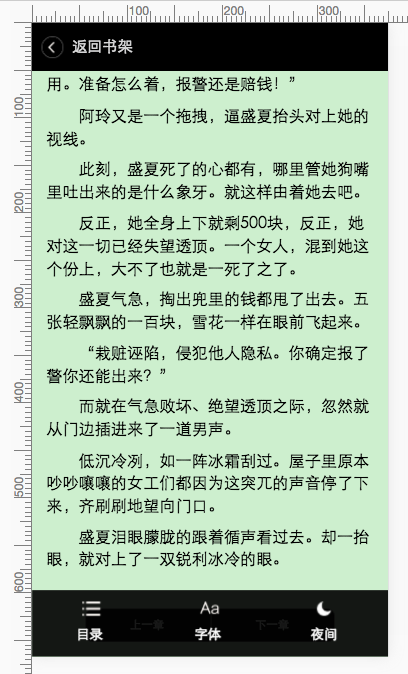 100
200
300
100
200
300
400
500
600
返回书架
用。准备怎么着，报警还是赔钱！”
阿玲又是一个拖拽，逼盛夏抬头对上她的
视线。
此刻，盛夏死了的心都有，哪里管她狗嘴
里吐出来的是什么象牙。就这样由着她去吧。
反正，她全身上下就剩500块，反正，她
对这一切已经失望透顶。一个女人，混到她这
个份上，大不了也就是一死了之了。
盛夏气急，掏出兜里的钱都甩了出去。五
张轻飘飘的一百块，雪花一样在眼前飞起来。
“栽赃诬陷，侵犯他人隐私。你确定报了
警你还能出来？”
而就在气急败坏、绝望透顶之际，忽然就
从门边插进来了一道男声。
低沉冷冽，如一阵冰霜刮过。屋子里原本
吵吵嚷嚷的女工们都因为这突兀的声音停了下
来，齐刷刷地望向门口。
盛夏泪眼朦胧的跟着循声看过去。却一抬
眼，就对上了一双锐利冰冷的眼。
上一章
下一章
Aa
目录
字体
夜间